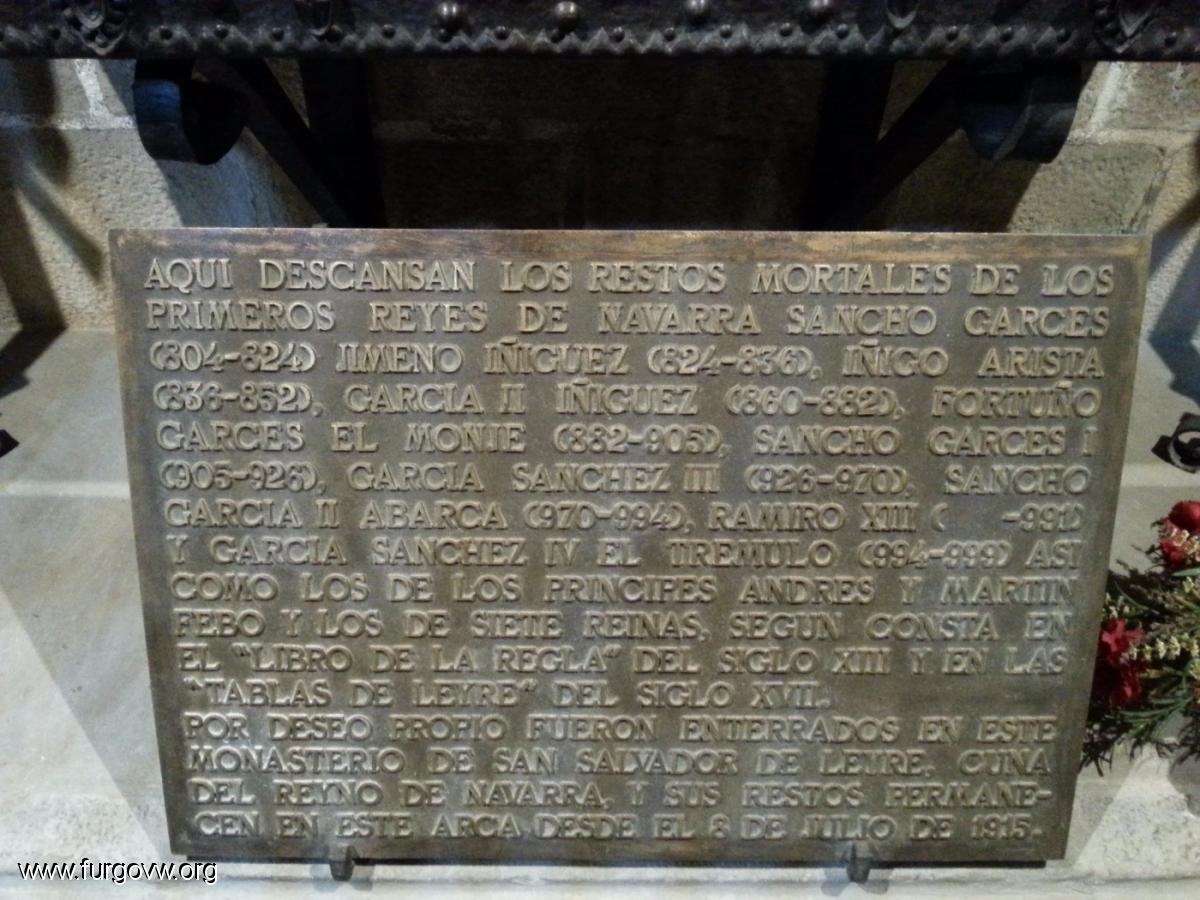 AQUI DESCANSAN LOS RESTOS MORTALES DE LOS
PRIMEROS REYES DE NAVARRA SANCHO GARCES
(804-824) JIMENO IÑIGUEZ (824-836), IÑIGO ARISTA
(836-852), GARCIA II IÑIGUEZ (860-882), FORTUÑO
GARCES EL MONJE (882-905), SANCHO GARCES I
(905-926), GARCIA SANCHEZ III (926-970), SANCHO
GARCIA II ABARCA (970-994), RAMIRO XIII ( -991)
Y GARCIA SANCHEZ IV EL TREMULO (994-999) ASI
COMO LOS DE LOS PRINCIPES ANDRES Y MARTIN
FEBO Y LOS DE SIETE REINAS, SEGUN CONSTA EN
EL "LIBRO DE LA REGLA" DEL SIGLO XIII Y EN LAS
"TABLAS DE LEYRE" DEL SIGLO XVII.
POR DESEO PROPIO FUERON ENTERRADOS EN ESTE
MONASTERIO DE SAN SALVADOR DE LEYRE, CUNA
DEL REYNO DE NAVARRA, Y SUS RESTOS PERMANE-
CEN EN ESTE ARCA DESDE EL 8 DE JULIO DE 1915.
www.furgovw.org